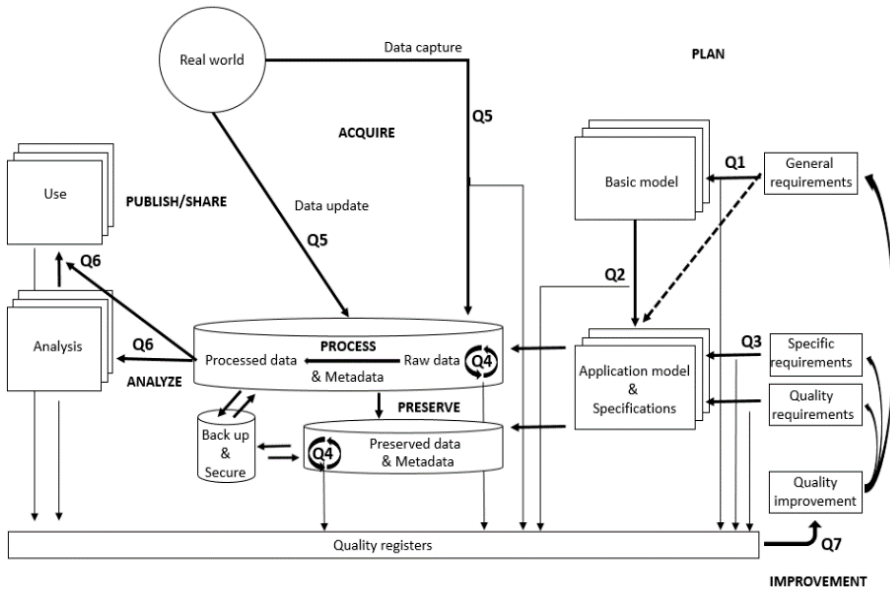 Data capture
PLAN
Real world
Q5
ACQUIRE
Q1
General
requirements
Use
Basic model
PUBLISH/SHARE
Data update
Q5
Q6
Q2
PROCESS
Q3
Specific
requirements
Analysis
Q6
Processed data
Raw data
Q4
ANALYZE
& Metadata
Application model
&
Specifications
Quality
requirements
PRESERVE
Back up
&
Secure
Q4
Preserved data
& Metadata
Quality
improvement
Quality registers
Q7
IMPROVEMENT